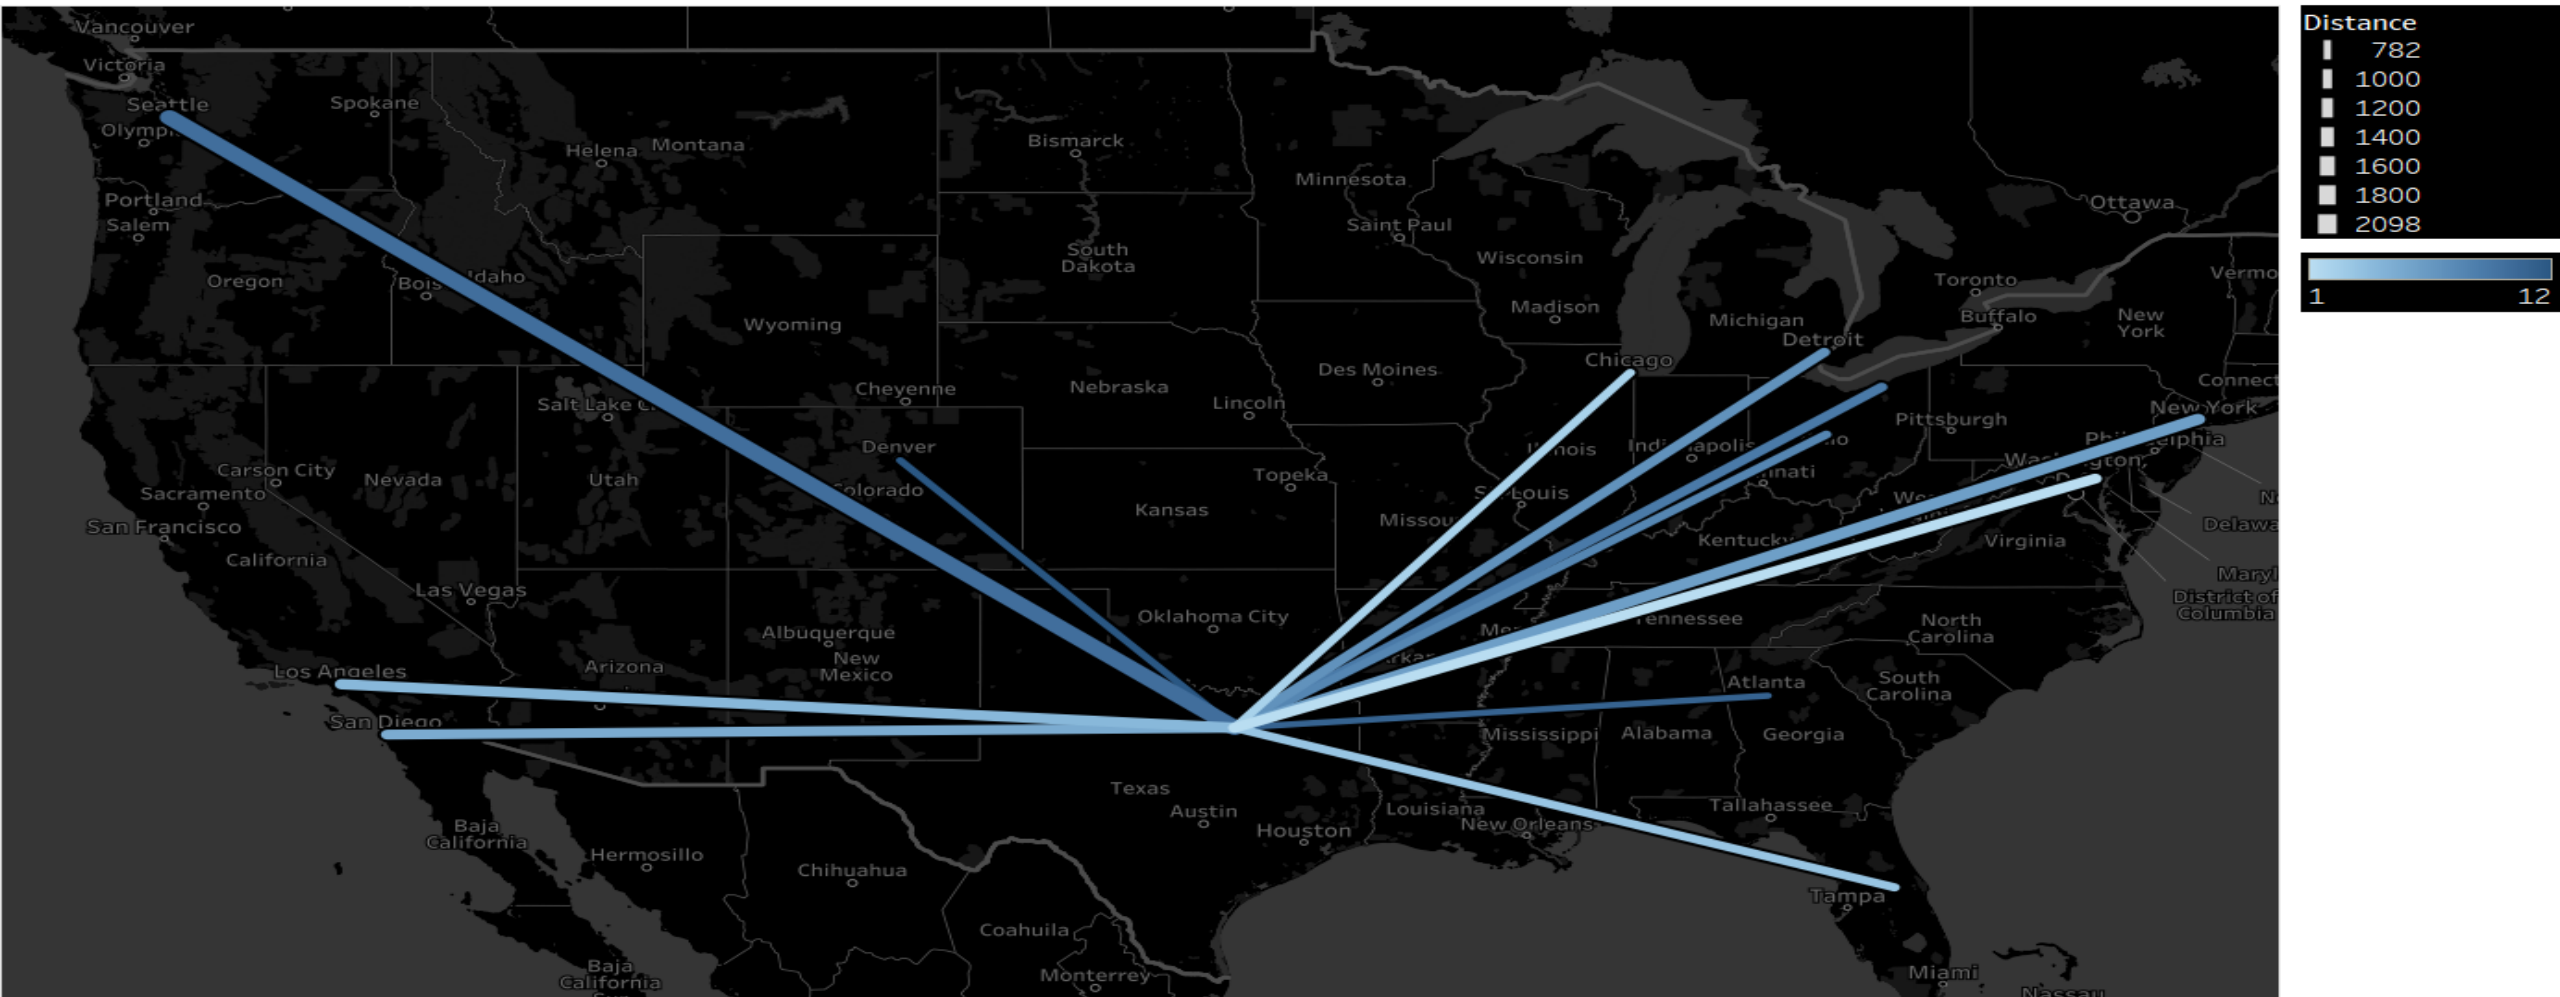 Vancouver
Victoria
Seattle
Spokane
Helena
Montana
Bismarck
Minnesota
Ottawa
Portland
Salem
Saint Paul
South
Dakota
Wisconsin
Oregon
Idaho
Toronto
Vermo
Madison
Michigan
Buffalo
New
York
Wyoming
Detroit
Chicago
Des Moines
Cheyenne
Nebraska
Connect
Salt Lake
Lincoln
New York
Pittsburgh
Denver
Carson City
Nevada
Utah
Topeka
Sacramento
Kansas
San Francisco
Delawa
California
Kentucky
Virginia
Maryl
Las Vegas
District of
Columbia
Oklahoma City
North
Carolina
Albuquerque
New
Mexico
Arizona
Los Angeles
Atlanta
South
Carolina
San Diego
Mississippi
Alabama
Georgia
Texas
Austin
Louisiana
Tallahassee
New Orleans
Houston
Baja
California
Hermosillo
Chihuahua
Tampa
Coahuila
Monterrey
Baja
California
Miami
Nassau
Distance
782
1000
1200
1400
1600
1800
2098
1 12